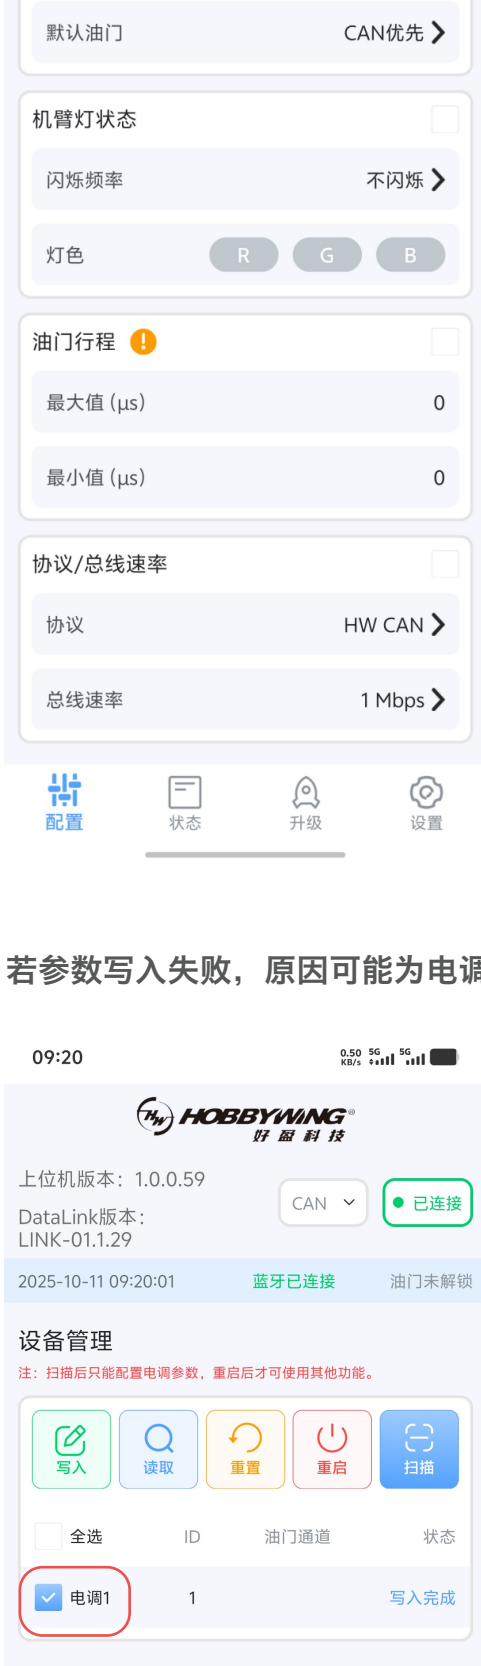 默认油门 CAN优先
机臂灯状态
闪烁频率 不闪烁
灯色 R G B
油门行程
最大值 (μs) 0
最小值 (μs) 0
协议/总线速率
协议 HW CAN
总线速率 1 Mbps
配置 状态 升级 设置
若参数写入失败，原因可能为电调
09:20 0.50 KB/s 5G 5G
HW HOBBYWING®
好盈科技
上位机版本：1.0.0.59
DataLink版本：
LINK-01.1.29
CAN 已连接
2025-10-11 09:20:01 蓝牙已连接 油门未解锁
设备管理
注：扫描后只能配置电调参数，重启后才可使用其他功能。
写入 读取 重置 重启 扫描
全选 ID 油门通道 状态
电调1 1 写入完成